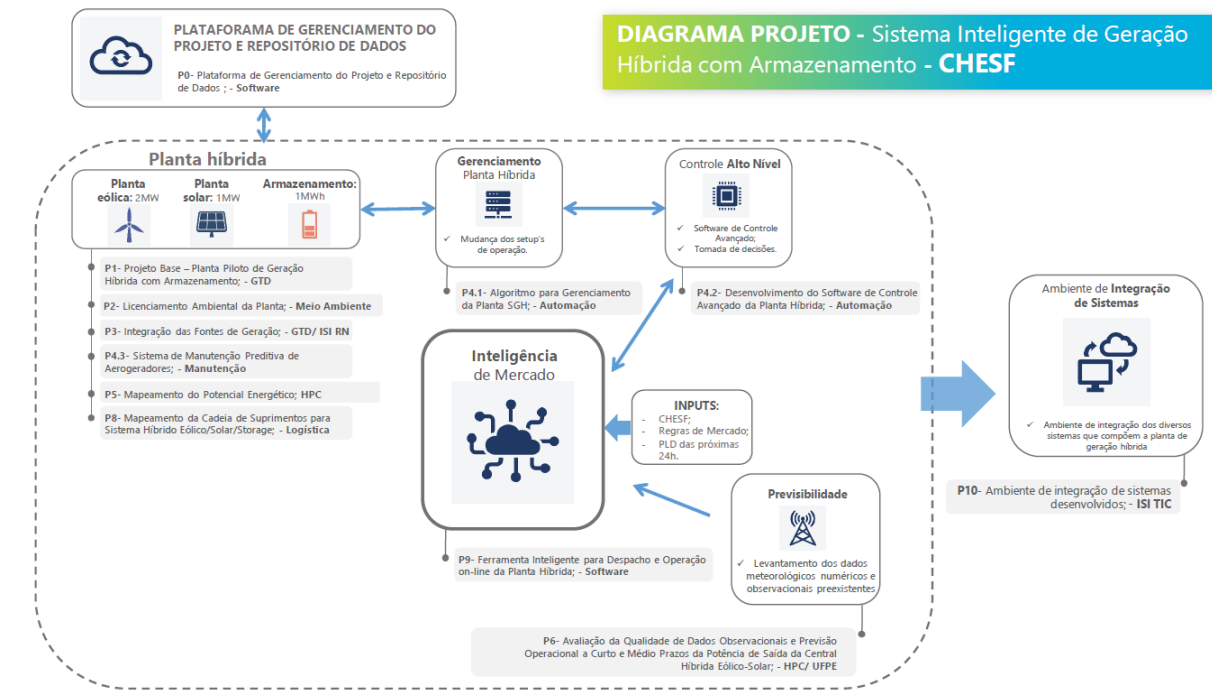 PLATAFORAMA DE GERENCIAMENTO DO
PROJETO E REPOSITÓRIO DE DADOS
P0- Plataforma de Gerenciamento do Projeto e Repositório
de Dados ; - Software
DIAGRAMA PROJETO - Sistema Inteligente de Geração
Híbrida com Armazenamento - CHESF
Planta híbrida
Planta
eólica: 2MW
Planta
solar: 1MW
Armazenamento:
1MWh
P1- Projeto Base – Planta Piloto de Geração
Híbrida com Armazenamento; - GTD
P2- Licenciamento Ambiental da Planta; - Meio Ambiente
P3- Integração das Fontes de Geração; - GTD/ ISI RN
P4.3- Sistema de Manutenção Preditiva de
Aerogeradores; - Manutenção
P5- Mapeamento do Potencial Energético; HPC
P8- Mapeamento da Cadeia de Suprimentos para
Sistema Híbrido Eólico/Solar/Storage; - Logística
Gerenciamento
Planta Híbrida
✓ Mudança dos setup's
de operação.
P4.1- Algoritmo para Gerenciamento
da Planta SGH; - Automação
Controle Alto Nível
✓ Software de Controle
Avançado;
✓ Tomada de decisões.
P4.2- Desenvolvimento do Software de Controle
Avançado da Planta Híbrida; - Automação
Inteligência
de Mercado
P9- Ferramenta Inteligente para Despacho e Operação
on-line da Planta Híbrida; - Software
INPUTS:
- CHESF;
- Regras de Mercado;
- PLD das próximas
24h.
Previsibilidade
✓ Levantamento dos dados
meteorológicos numéricos e
observacionais preexistentes
P6- Avaliação da Qualidade de Dados Observacionais e Previsão
Operacional a Curto e Médio Prazos da Potência de Saída da Central
Híbrida Eólico-Solar; - HPC/ UFPE
Ambiente de Integração
de Sistemas
✓ Ambiente de integração dos diversos
sistemas que compõem a planta de
geração híbrida
P10- Ambiente de integração de sistemas
desenvolvidos; - ISI TIC